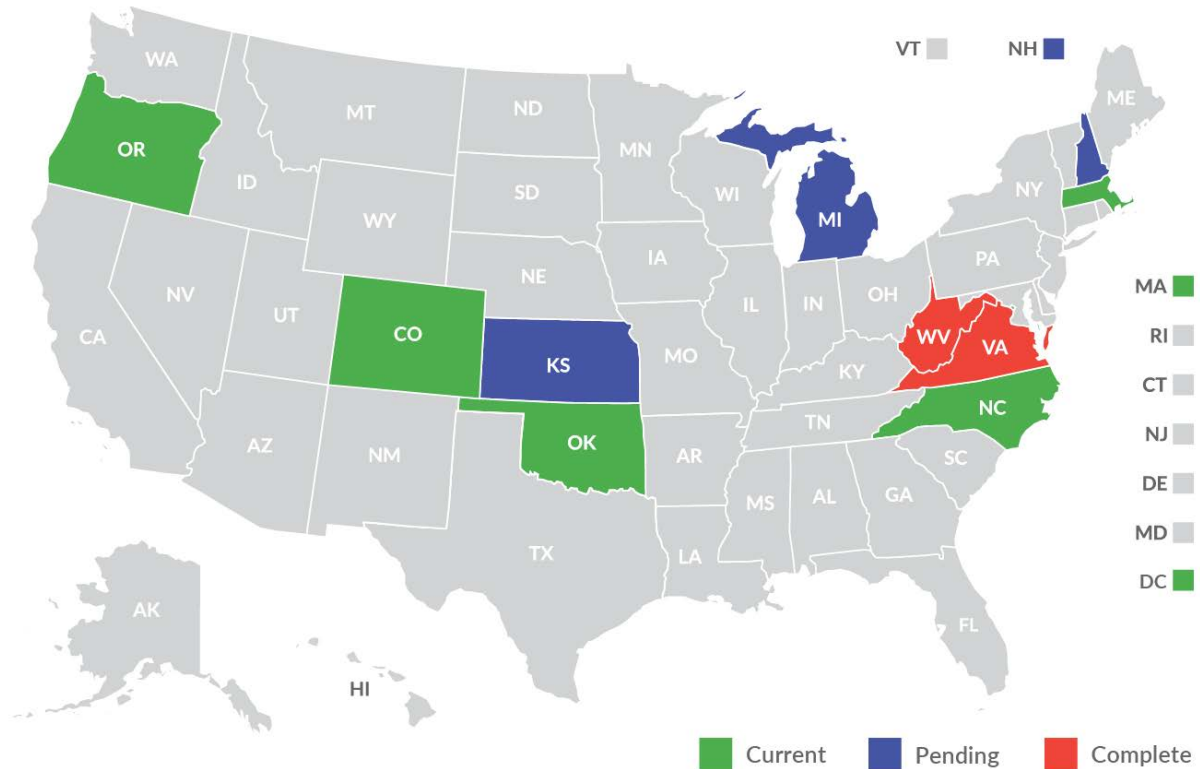 VT
NH
WA
MT
ND
MN
ME
OR
ID
SD
WI
NY
WY
MI
IA
PA
NE
NV
UT
IL
IN
OH
MA
CA
CO
KS
MO
WV
VA
RI
KY
CT
NC
TN
AZ
NM
OK
AR
SC
NJ
MS
AL
GA
DE
TX
LA
MD
DC
AK
FL
HI
Current
Pending
Complete